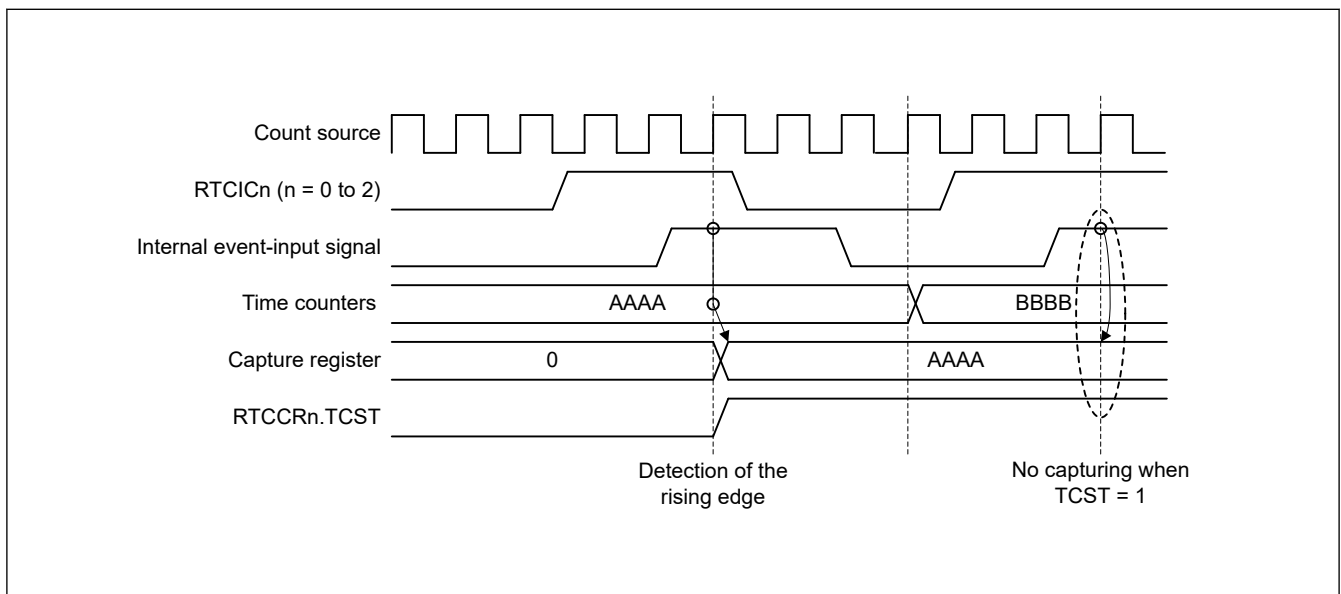 Count source
RTCICn (n = 0 to 2)
Internal event-input signal
Time counters
AAAA
BBBB
Capture register
0
AAAA
RTCCRn.TCST
Detection of the
rising edge
No capturing when
TCST = 1